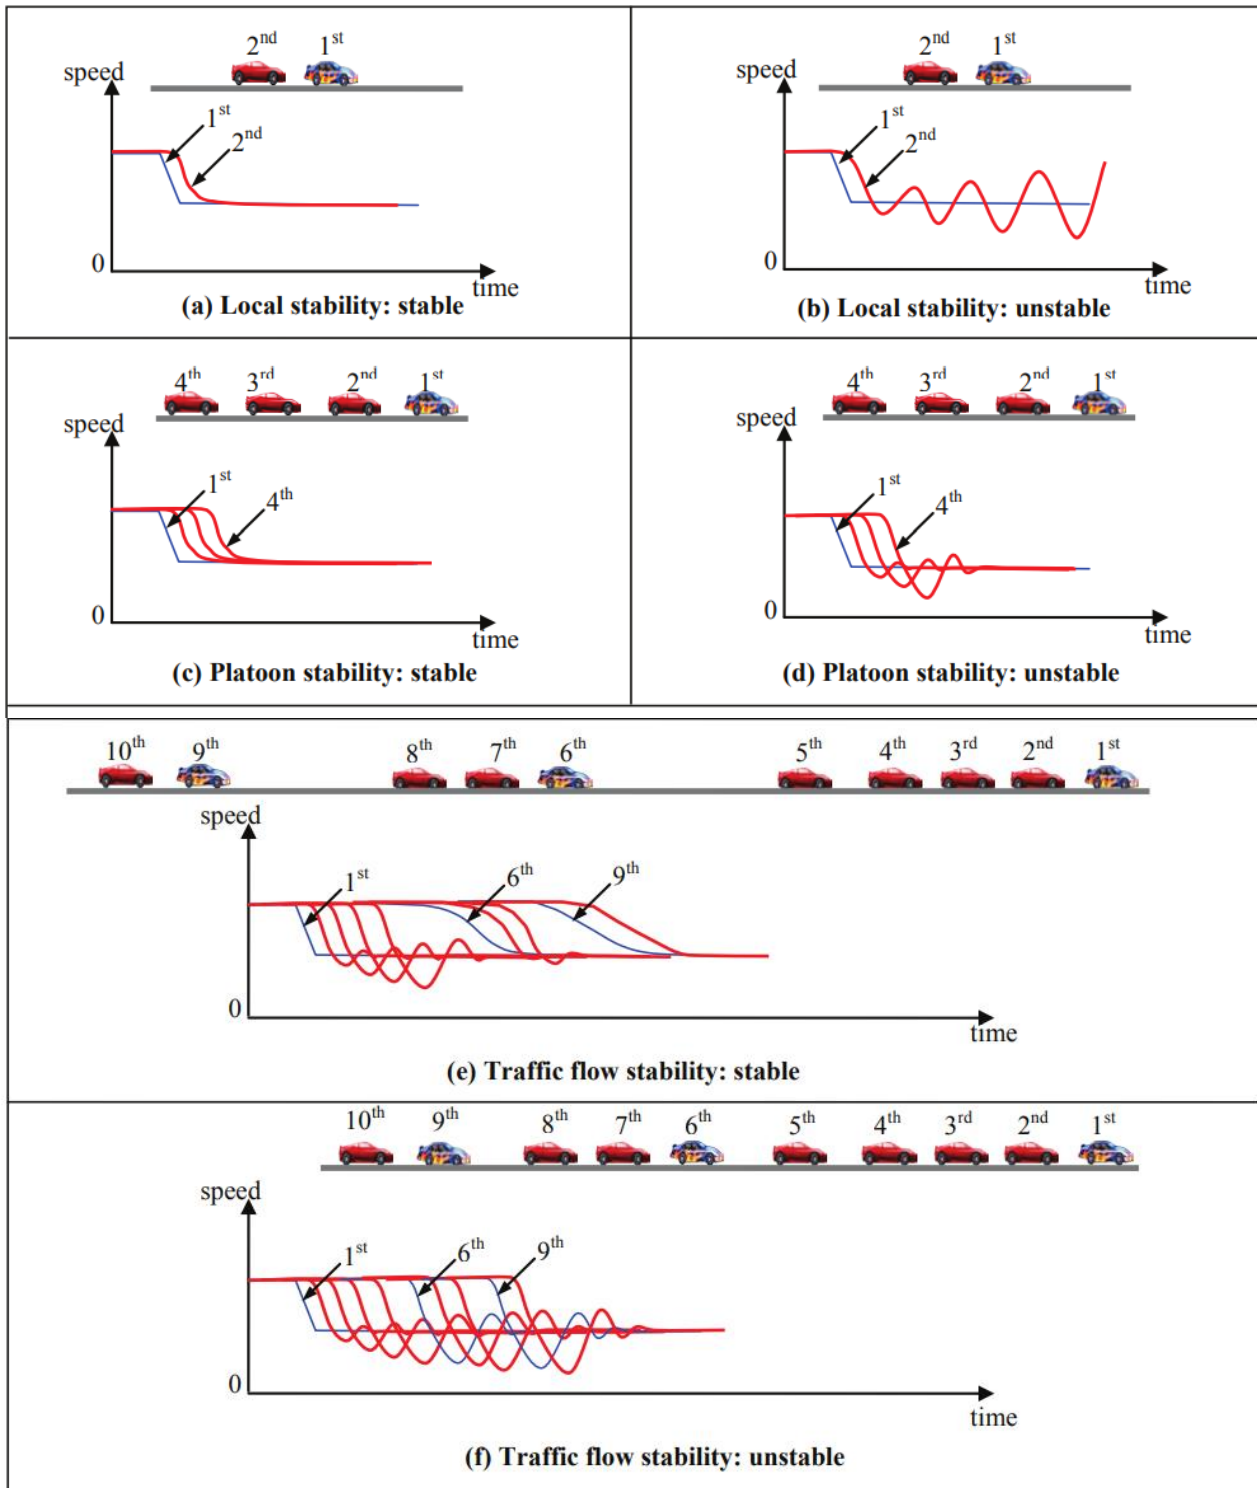 2nd 1st
speed
1st
2nd
0
time
(a) Local stability: stable
2nd 1st
speed
1st
2nd
0
time
(b) Local stability: unstable
4th 3rd 2nd 1st
speed
1st
4th
0
time
(c) Platoon stability: stable
4th 3rd 2nd 1st
speed
1st
4th
0
time
(d) Platoon stability: unstable
10th 9th 8th 7th 6th 5th 4th 3rd 2nd 1st
speed
1st 6th 9th
0
time
(e) Traffic flow stability: stable
10th 9th 8th 7th 6th 5th 4th 3rd 2nd 1st
speed
1st 6th 9th
0
time
(f) Traffic flow stability: unstable